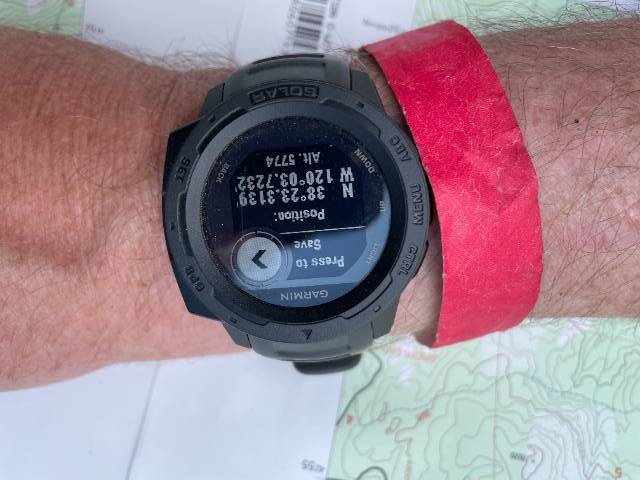 GARMIN
Press to
Save
Position:
N 38°23.3139'
W 120°03.7232'
Alt. 5774
SOLAR
GPS
SET
CTRL
MENU
ABC
LIGHT
DOWN
BACK